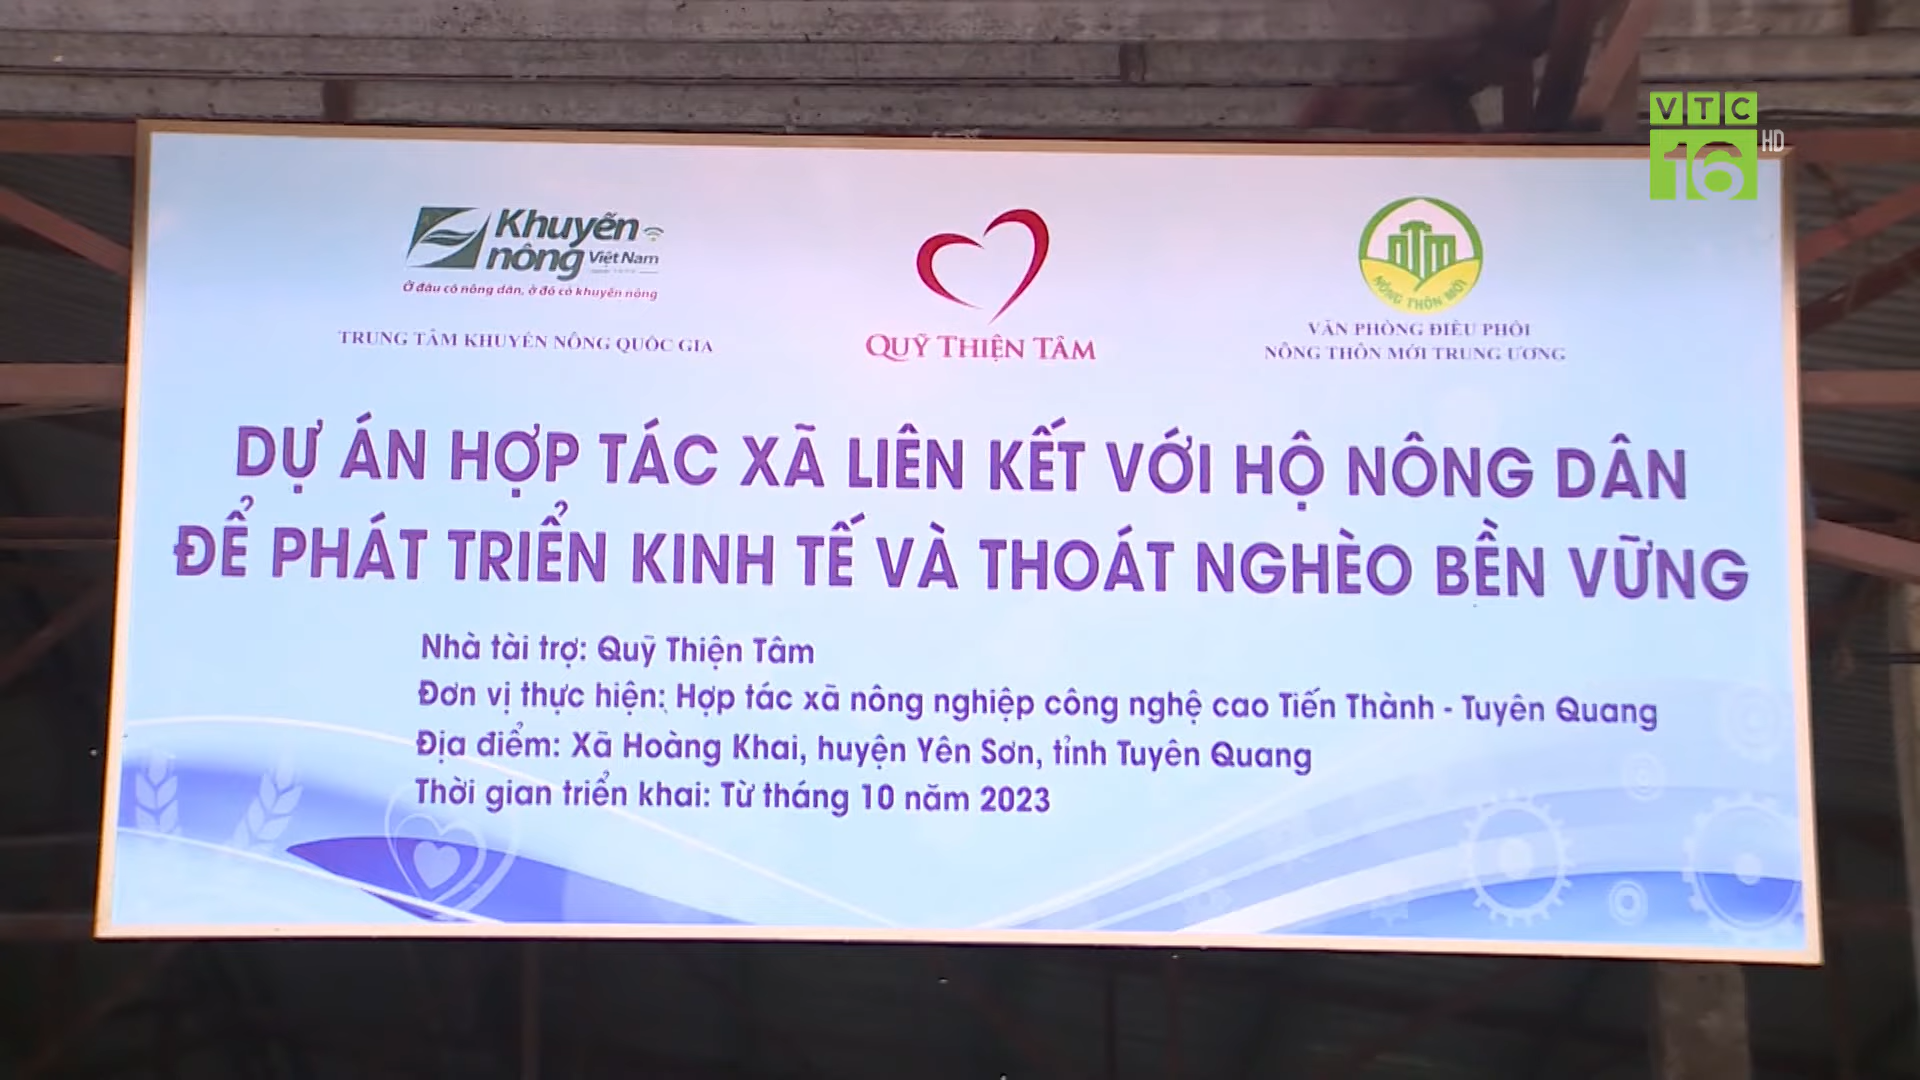 VTC
16 HD
Khuyến
nông Việt Nam
Ở đâu có nông dân, ở đó có khuyến nông
TRUNG TÂM KHUYẾN NÔNG QUỐC GIA
QUỸ THIỆN TÂM
NTM
NÔNG THÔN MỚI
VĂN PHÒNG ĐIỀU PHỐI
NÔNG THÔN MỚI TRUNG ƯƠNG
DỰ ÁN HỢP TÁC XÃ LIÊN KẾT VỚI HỘ NÔNG DÂN
ĐỂ PHÁT TRIỂN KINH TẾ VÀ THOÁT NGHÈO BỀN VỮNG
Nhà tài trợ: Quỹ Thiện Tâm
Đơn vị thực hiện: Hợp tác xã nông nghiệp công nghệ cao Tiến Thành - Tuyên Quang
Địa điểm: Xã Hoàng Khai, huyện Yên Sơn, tỉnh Tuyên Quang
Thời gian triển khai: Từ tháng 10 năm 2023